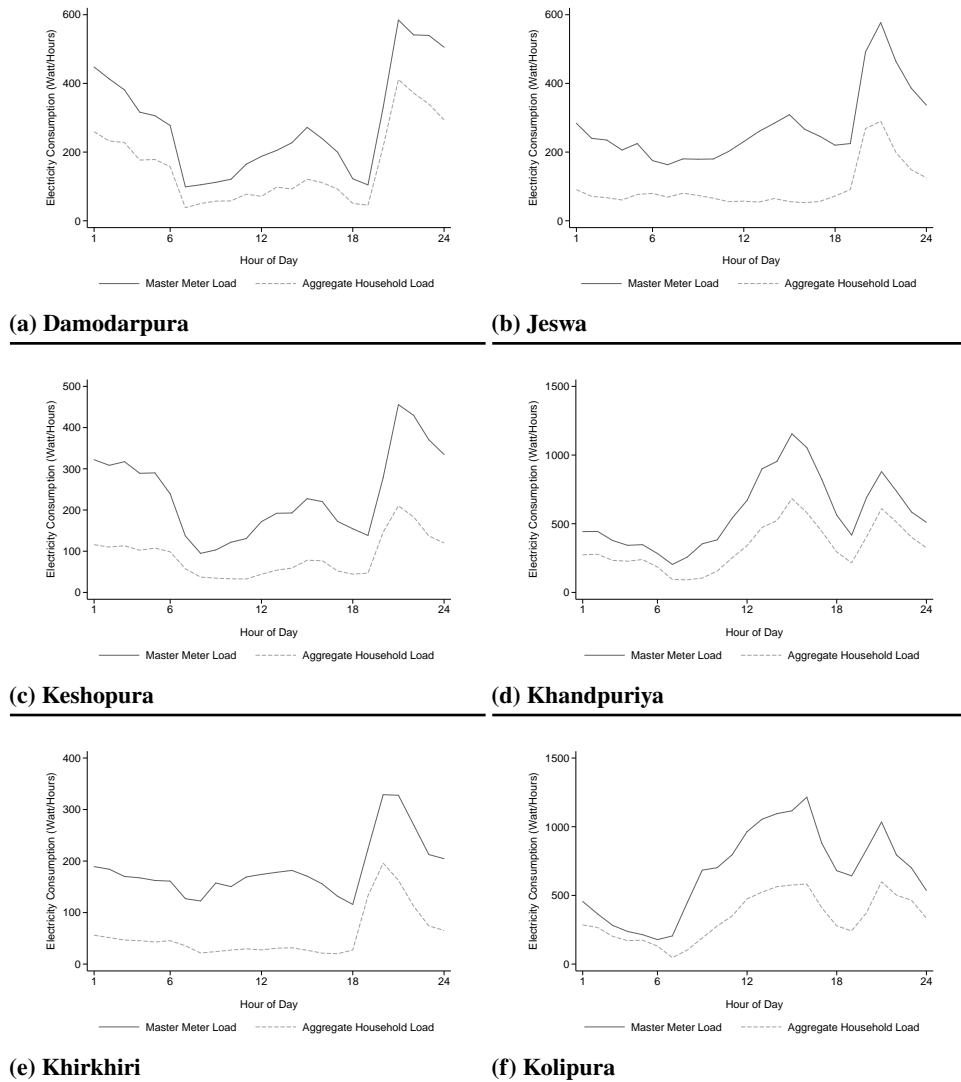 600
400
200
0
Electricity Consumption (Watt/Hours)
1 6 12 18 24
Hour of Day
Master Meter Load Aggregate Household Load
(a) Damodarpura
600
400
200
0
Electricity Consumption (Watt/Hours)
1 6 12 18 24
Hour of Day
Master Meter Load Aggregate Household Load
(b) Jeswa
500
400
300
200
100
0
Electricity Consumption (Watt/Hours)
1 6 12 18 24
Hour of Day
Master Meter Load Aggregate Household Load
(c) Keshopura
1500
1000
500
0
Electricity Consumption (Watt/Hours)
1 6 12 18 24
Hour of Day
Master Meter Load Aggregate Household Load
(d) Khandpuriya
400
300
200
100
0
Electricity Consumption (Watt/Hours)
1 6 12 18 24
Hour of Day
Master Meter Load Aggregate Household Load
(e) Khirkhiri
1500
1000
500
0
Electricity Consumption (Watt/Hours)
1 6 12 18 24
Hour of Day
Master Meter Load Aggregate Household Load
(f) Kolipura